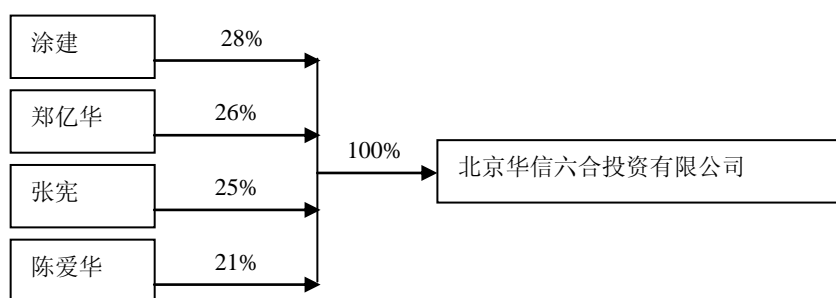 涂建
28%
郑亿华
26%
100%
北京华信六合投资有限公司
张宪
25%
陈爱华
21%